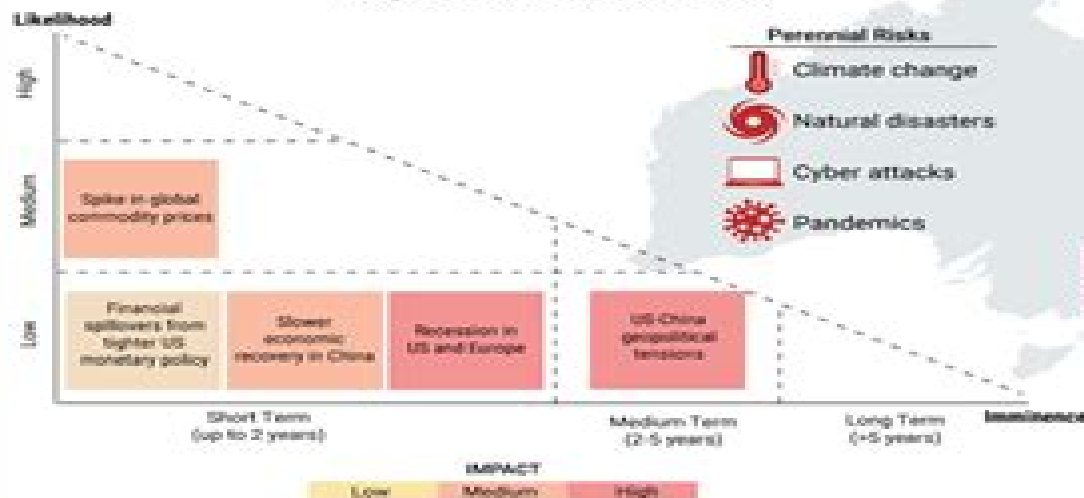 Likelihood
Perennial Risks
High
Climate change
Natural disasters
Medium
Cyber attacks
Spike in global
commodity prices
Pandemics
Low
Financial
spillovers from
tighter US
monetary policy
Slower
economic
recovery in China
Recession in
US and Europe
US-China
geopolitical
tensions
Short Term
(up to 2 years)
Medium Term
(2-5 years)
Long Term
(+5 years)
Imminence
IMPACT
Low
Medium
High